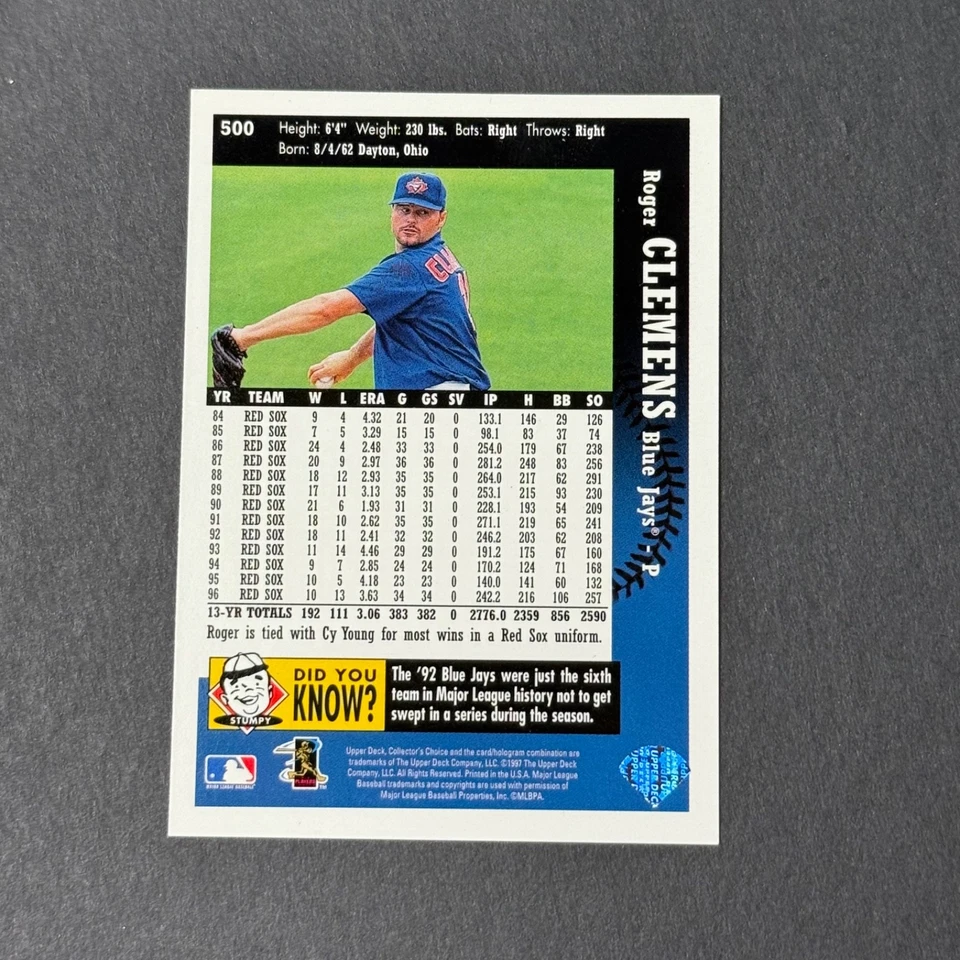 500 Height: 6'4" Weight: 230 lbs. Bats: Right Throws: Right
Born: 8/4/62 Dayton, Ohio
Roger CLEMENS Blue Jays® - P
YR TEAM W L ERA G GS SV IP H BB SO
84 RED SOX 9 4 4.32 21 20 0 133.1 146 29 126
85 RED SOX 7 5 3.29 15 15 0 98.1 83 37 74
86 RED SOX 24 4 2.48 33 33 0 254.0 179 67 238
87 RED SOX 20 9 2.97 36 36 0 281.2 248 83 256
88 RED SOX 18 12 2.93 35 35 0 264.0 217 62 291
89 RED SOX 17 11 3.13 35 35 0 253.1 215 93 230
90 RED SOX 21 6 1.93 31 31 0 228.1 193 54 209
91 RED SOX 18 10 2.62 35 35 0 271.1 219 65 241
92 RED SOX 18 11 2.41 32 32 0 246.2 203 62 208
93 RED SOX 11 14 4.46 29 29 0 191.2 175 67 160
94 RED SOX 9 7 2.85 24 24 0 170.2 124 71 168
95 RED SOX 10 5 4.18 23 23 0 140.0 141 60 132
96 RED SOX 10 13 3.63 34 34 0 242.2 216 106 257
13-YR TOTALS 192 111 3.06 383 382 0 2776.0 2359 856 2590
Roger is tied with Cy Young for most wins in a Red Sox uniform.
STUMPY
DID YOU
KNOW?
The '92 Blue Jays were just the sixth
team in Major League history not to get
swept in a series during the season.
Upper Deck, Collector's Choice and the card/hologram combination are
trademarks of The Upper Deck Company, LLC. ©1997 The Upper Deck
Company, LLC. All Rights Reserved. Printed in the U.S.A. Major League
Baseball trademarks and copyrights are used with permission of
Major League Baseball Properties, Inc. ©MLBPA.
MAJOR LEAGUE BASEBALL
PLAYERS
TM
UPPER DECK